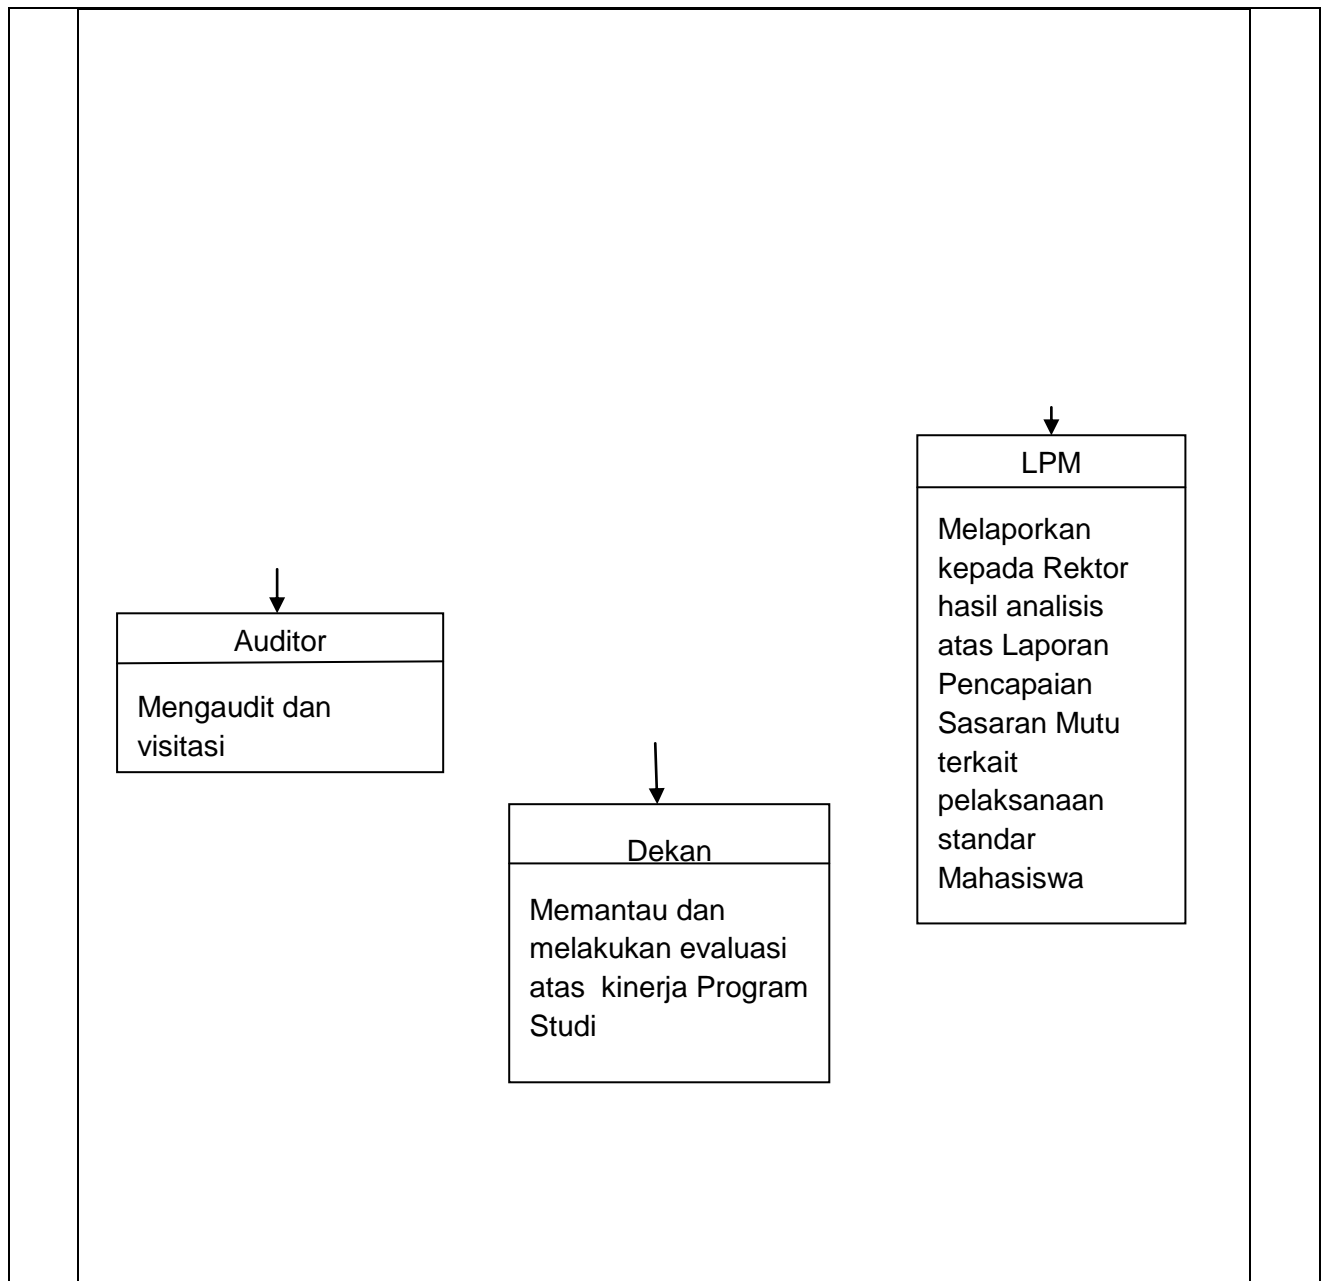 Auditor
Mengaudit dan
visitasi
Dekan
Memantau dan
melakukan evaluasi
atas  kinerja Program
Studi
LPM
Melaporkan
kepada Rektor
hasil analisis
atas Laporan
Pencapaian
Sasaran Mutu
terkait
pelaksanaan
standar
Mahasiswa